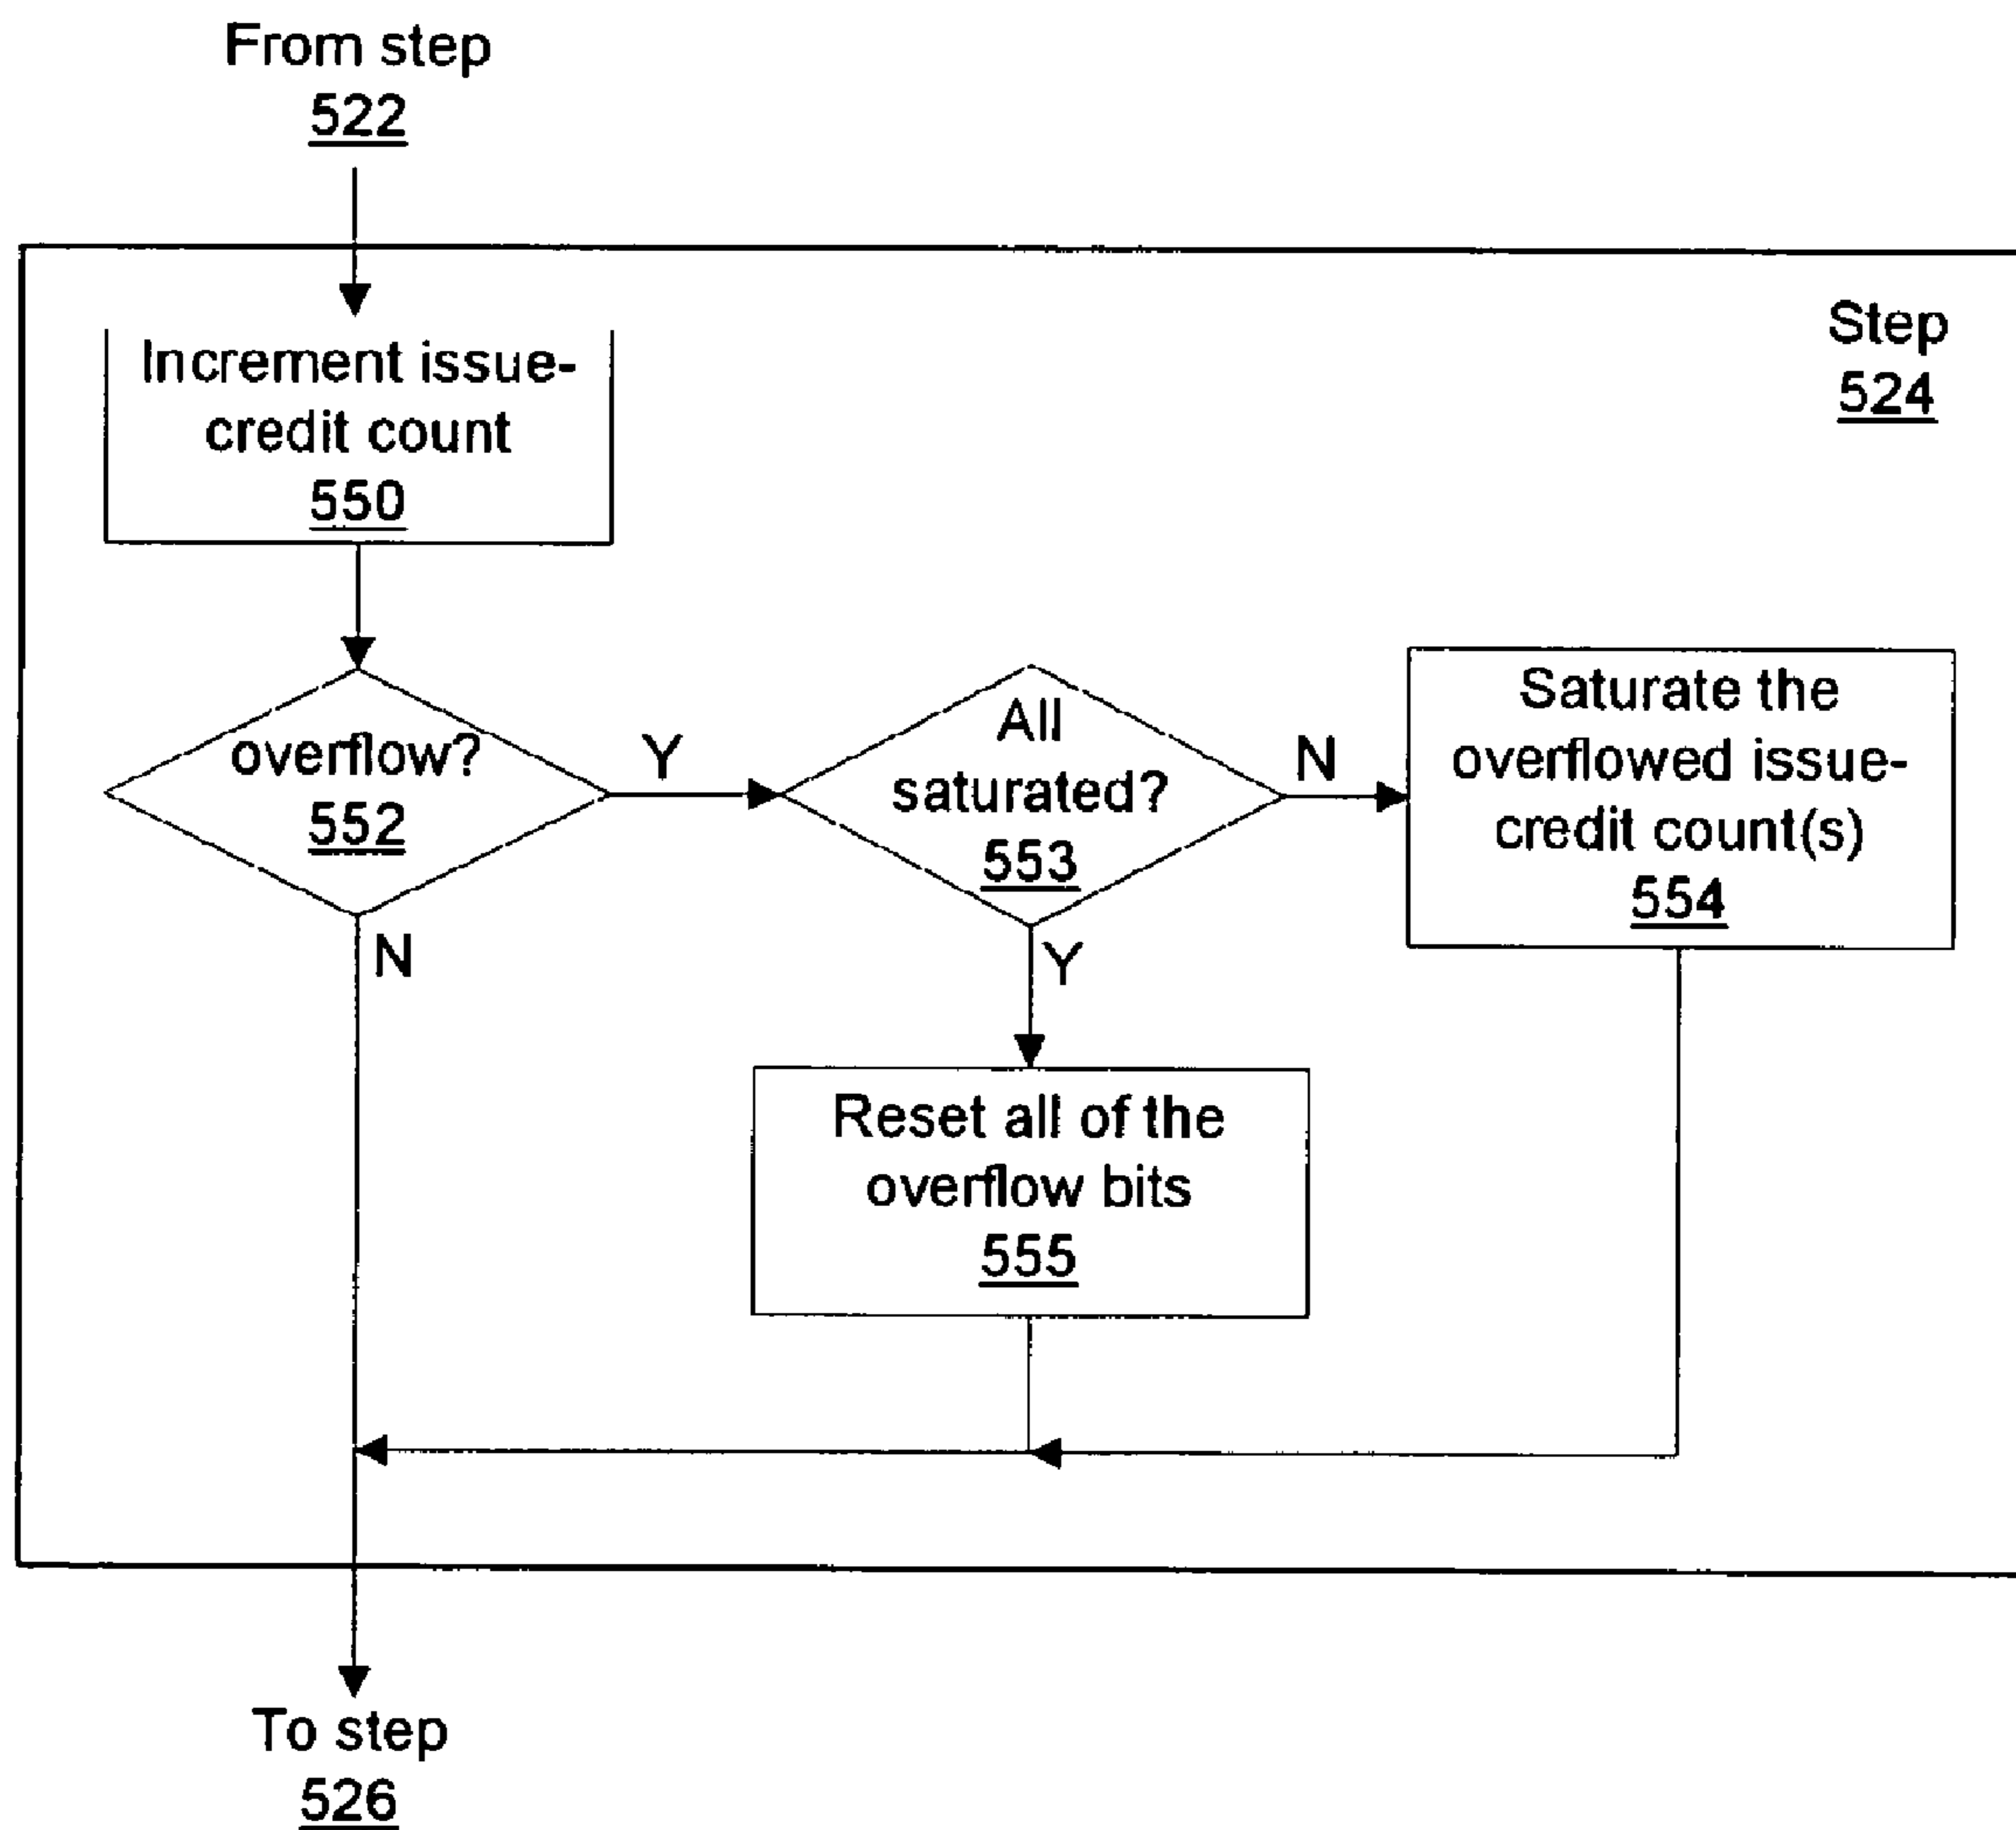 From step
522
Step
524
Increment issue-
credit count
550
overflow?
552
Y
N
All
saturated?
553
N
Y
Saturate the
overflowed issue-
credit count(s)
554
Reset all of the
overflow bits
555
To step
526